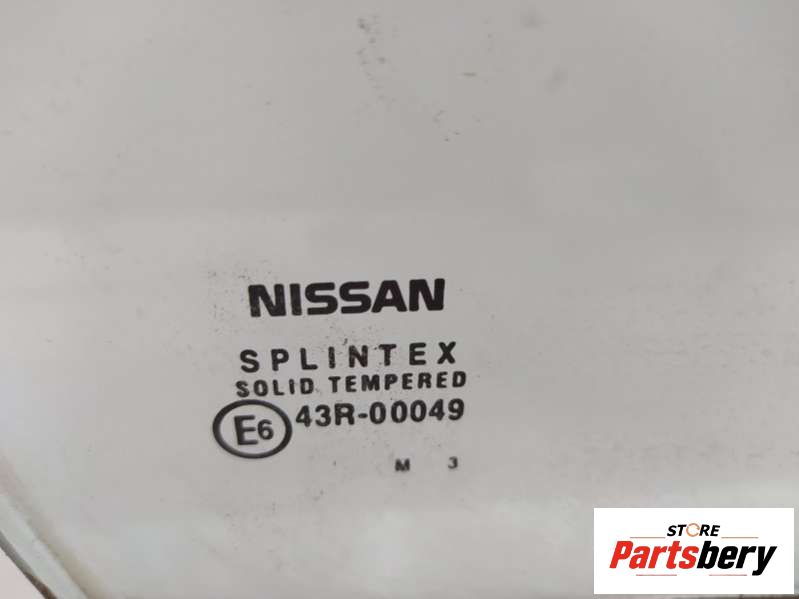 NISSAN
SPLINTEX
SOLID TEMPERED
E6 43R-00049
M 3
STORE
Partsbery